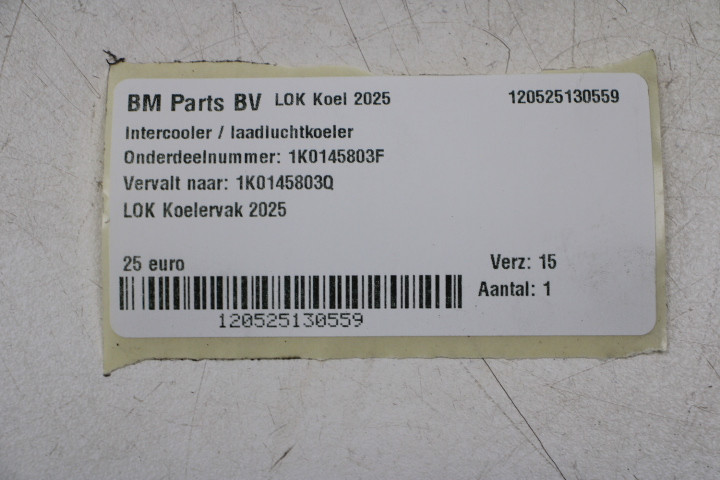 BM Parts BV LOK Koel 2025 120525130559
Intercooler / laadluchtkoeler
Onderdeelnummer: 1K0145803F
Vervalt naar: 1K0145803Q
LOK Koelervak 2025
25 euro Verz: 15
Aantal: 1
120525130559